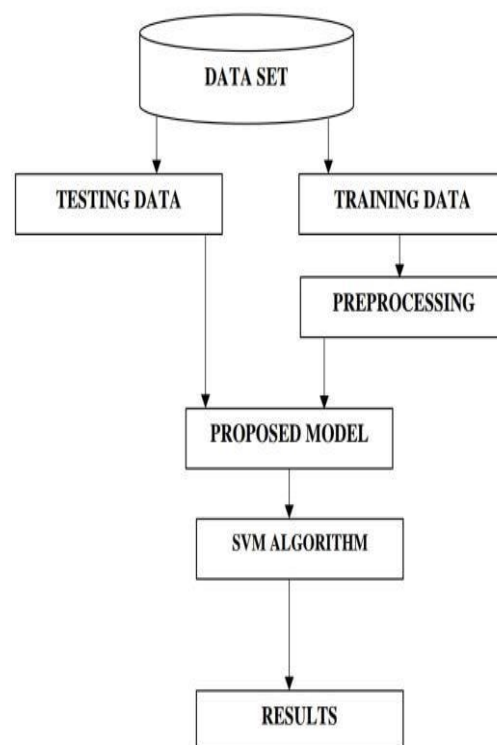 DATA SET
TESTING DATA
TRAINING DATA
PREPROCESSING
PROPOSED MODEL
SVM ALGORITHM
RESULTS